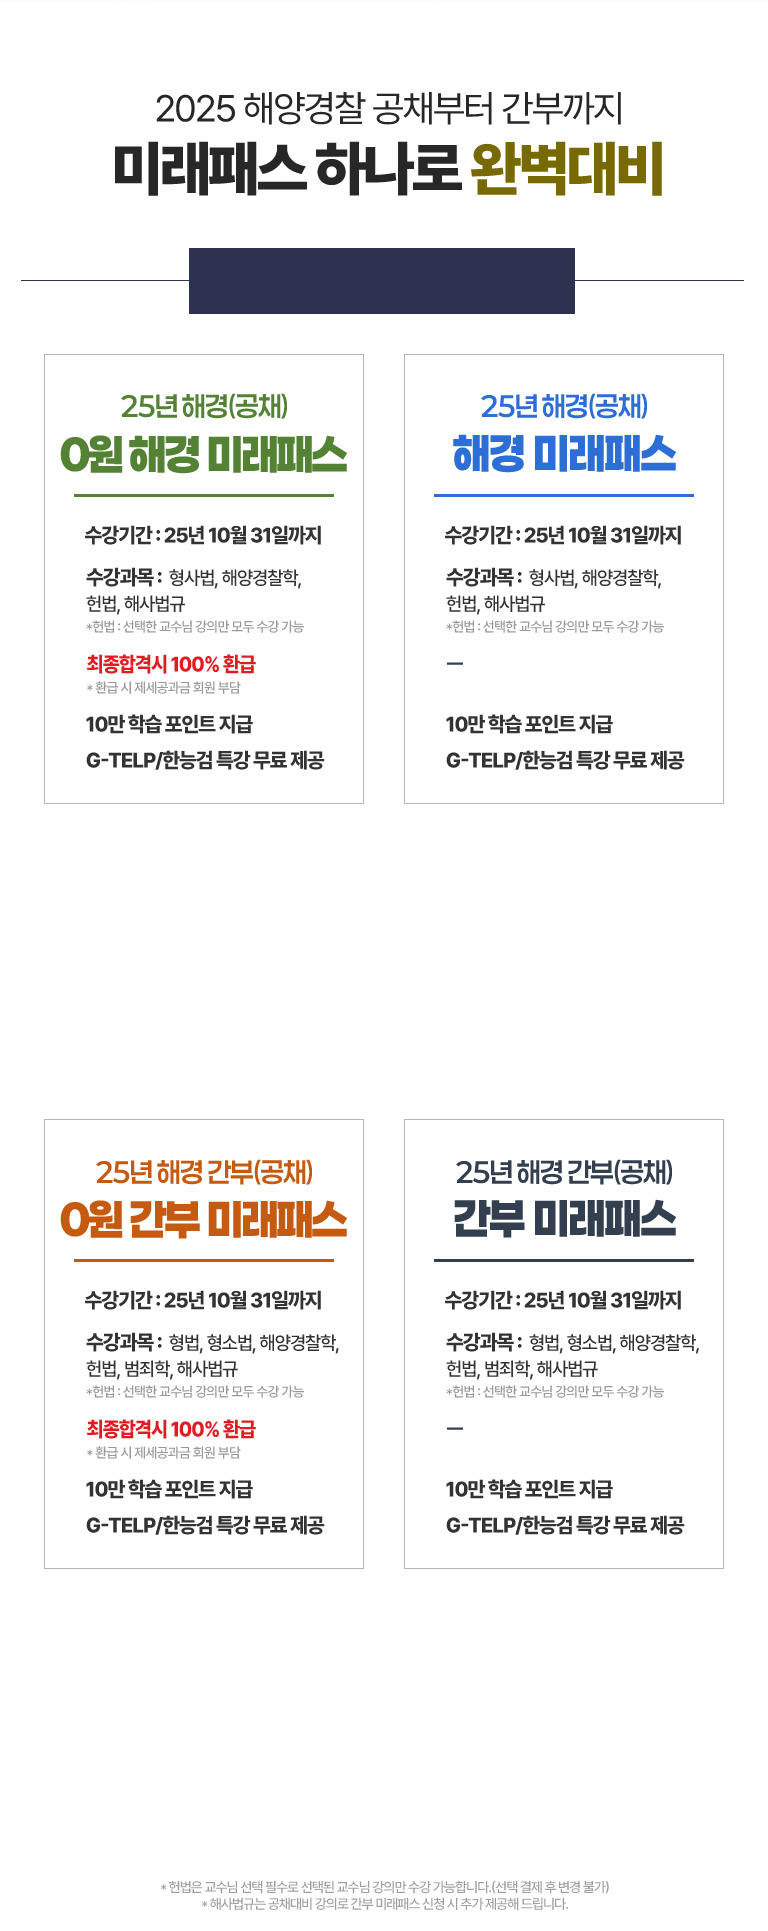 2025 해양경찰 공채부터 간부까지
미래패스 하나로 완벽대비
25년 해경(공채)
0원 해경 미래패스
수강기간 : 25년 10월 31일까지
수강과목 : 형사법, 해양경찰학,
헌법, 해사법규
*헌법 : 선택한 교수님 강의만 모두 수강 가능
최종합격시 100% 환급
* 환급 시 제세공과금 회원 부담
10만 학습 포인트 지급
G-TELP/한능검 특강 무료 제공
25년 해경(공채)
해경 미래패스
수강기간 : 25년 10월 31일까지
수강과목 : 형사법, 해양경찰학,
헌법, 해사법규
*헌법 : 선택한 교수님 강의만 모두 수강 가능
–
10만 학습 포인트 지급
G-TELP/한능검 특강 무료 제공
25년 해경 간부(공채)
0원 간부 미래패스
수강기간 : 25년 10월 31일까지
수강과목 : 형법, 형소법, 해양경찰학,
헌법, 범죄학, 해사법규
*헌법 : 선택한 교수님 강의만 모두 수강 가능
최종합격시 100% 환급
* 환급 시 제세공과금 회원 부담
10만 학습 포인트 지급
G-TELP/한능검 특강 무료 제공
25년 해경 간부(공채)
간부 미래패스
수강기간 : 25년 10월 31일까지
수강과목 : 형법, 형소법, 해양경찰학,
헌법, 범죄학, 해사법규
*헌법 : 선택한 교수님 강의만 모두 수강 가능
–
10만 학습 포인트 지급
G-TELP/한능검 특강 무료 제공
* 헌법은 교수님 선택 필수로 선택된 교수님 강의만 수강 가능합니다.(선택 결제 후 변경 불가)
* 해사법규는 공채대비 강의로 간부 미래패스 신청 시 추가 제공해 드립니다.